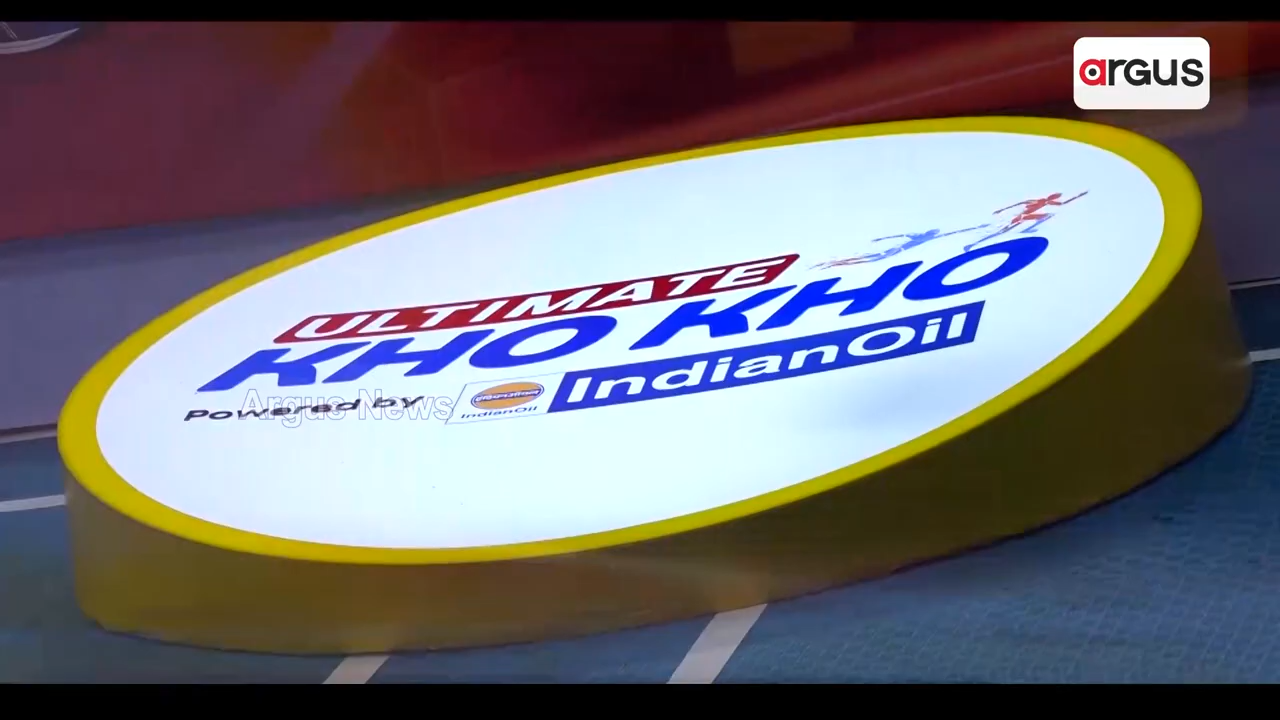 argus
ULTIMATE
KHO KHO
Powered by
IndianOil
IndianOil
Argus News